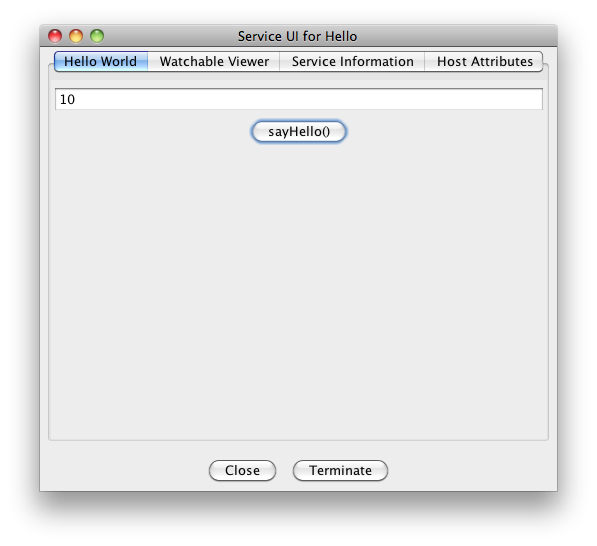 Service UI for Hello
Hello World Watchable Viewer Service Information Host Attributes
10
sayHello()
Close Terminate